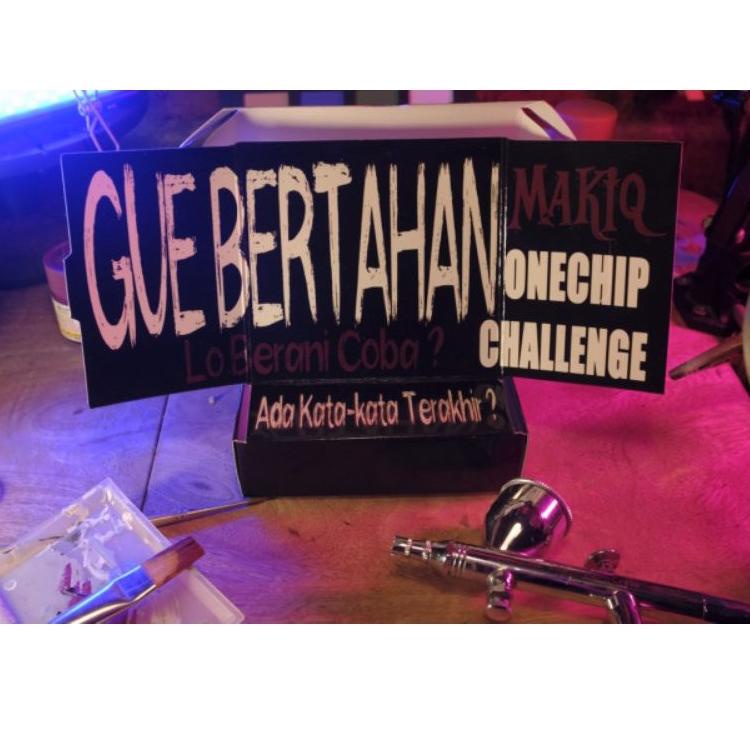 GUE BERTAHAN
Lo Berani Coba ?
MAKIQ
ONECHIP
CHALLENGE
Ada Kata-kata Terakhir ?